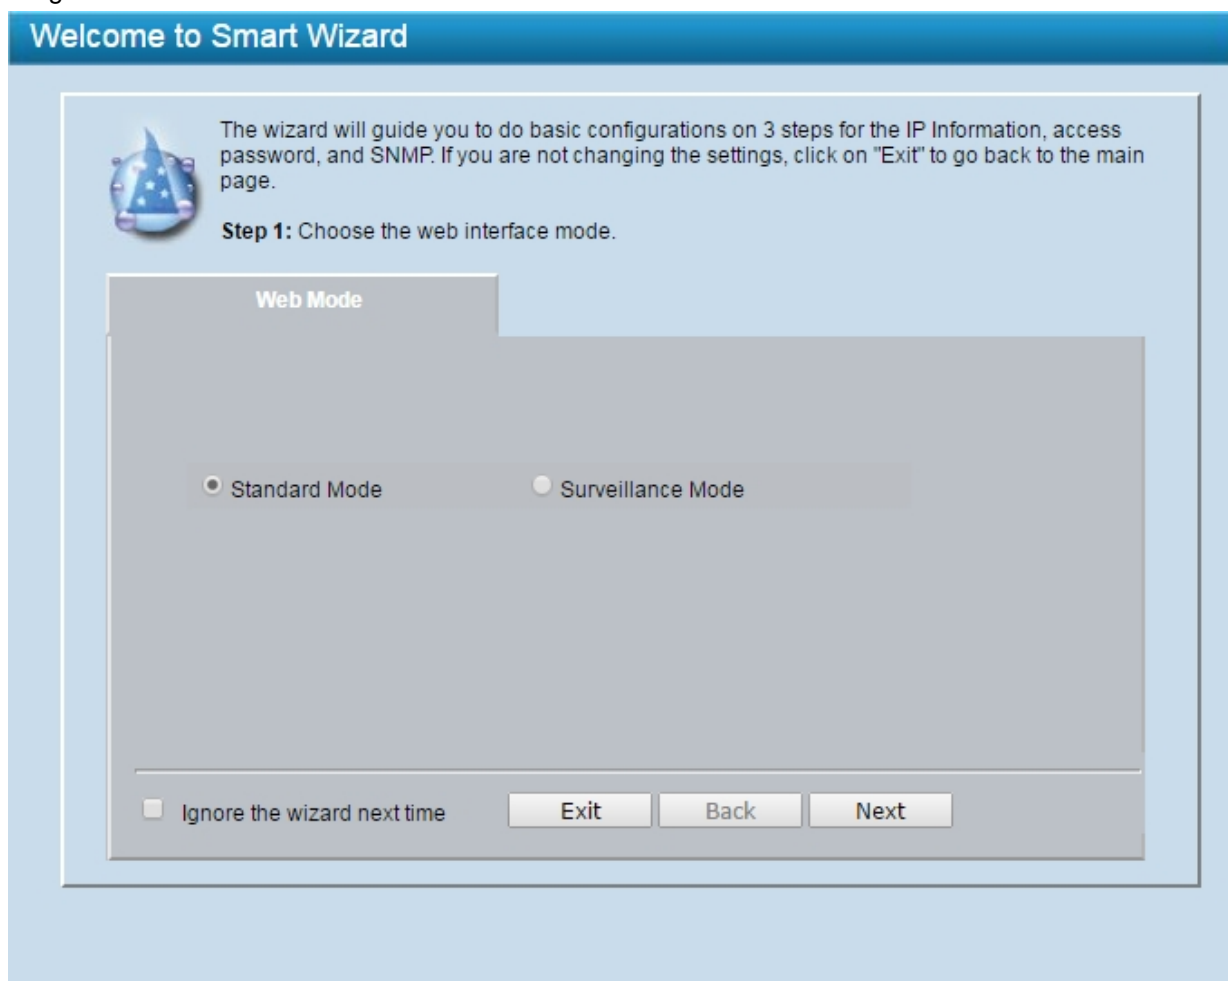 Welcome to Smart Wizard
The wizard will guide you to do basic configurations on 3 steps for the IP Information, access
password, and SNMP. If you are not changing the settings, click on "Exit" to go back to the main
page.
Step 1: Choose the web interface mode.
Web Mode
Standard Mode
Surveillance Mode
Ignore the wizard next time
Exit
Back
Next